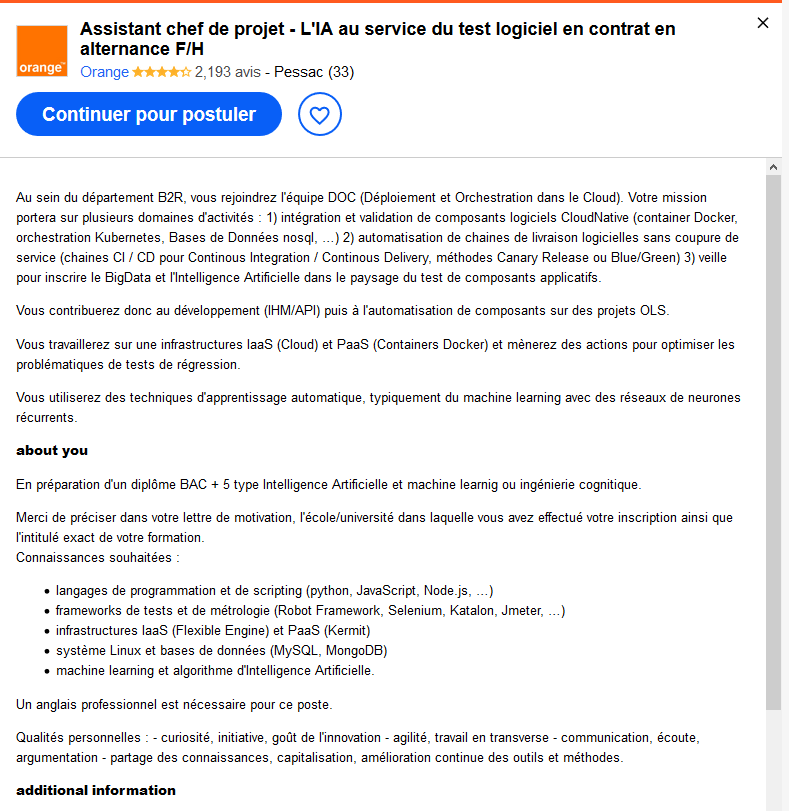 Assistant chef de projet - L'IA au service du test logiciel en contrat en
alternance F/H
orange™
Orange 2,193 avis - Pessac (33)
Continuer pour postuler
Au sein du département B2R, vous rejoindrez l'équipe DOC (Déploiement et Orchestration dans le Cloud). Votre mission
portera sur plusieurs domaines d'activités : 1) intégration et validation de composants logiciels CloudNative (container Docker,
orchestration Kubernetes, Bases de Données nosql, ...) 2) automatisation de chaines de livraison logicielles sans coupure de
service (chaines CI / CD pour Continous Integration / Continous Delivery, méthodes Canary Release ou Blue/Green) 3) veille
pour inscrire le BigData et l'Intelligence Artificielle dans le paysage du test de composants applicatifs.
Vous contribuerez donc au développement (IHM/API) puis à l'automatisation de composants sur des projets OLS.
Vous travaillerez sur une infrastructures IaaS (Cloud) et PaaS (Containers Docker) et mènerez des actions pour optimiser les
problématiques de tests de régression.
Vous utiliserez des techniques d'apprentissage automatique, typiquement du machine learning avec des réseaux de neurones
récurrents.
about you
En préparation d'un diplôme BAC + 5 type Intelligence Artificielle et machine learnig ou ingénierie cognitique.
Merci de préciser dans votre lettre de motivation, l'école/université dans laquelle vous avez effectué votre inscription ainsi que
l'intitulé exact de votre formation.
Connaissances souhaitées :
• langages de programmation et de scripting (python, JavaScript, Node.js, ...)
• frameworks de tests et de métrologie (Robot Framework, Selenium, Katalon, Jmeter, ...)
• infrastructures IaaS (Flexible Engine) et PaaS (Kermit)
• système Linux et bases de données (MySQL, MongoDB)
• machine learning et algorithme d'Intelligence Artificielle.
Un anglais professionnel est nécessaire pour ce poste.
Qualités personnelles : - curiosité, initiative, goût de l'innovation - agilité, travail en transverse - communication, écoute,
argumentation - partage des connaissances, capitalisation, amélioration continue des outils et méthodes.
additional information